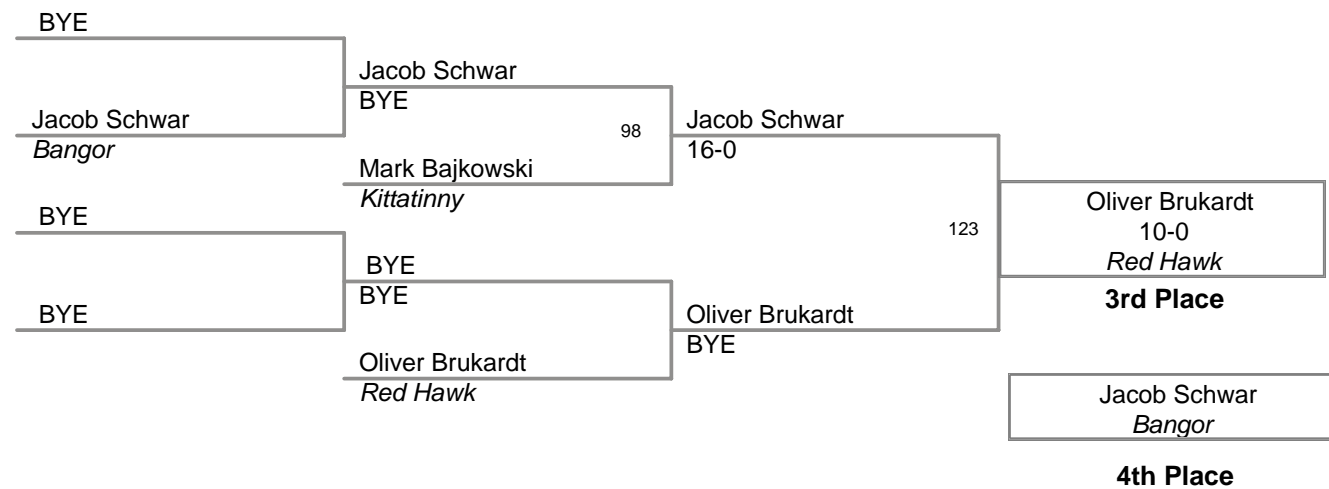 BYE
Jacob Schwar
BYE
Jacob Schwar
Bangor
98
Jacob Schwar
16-0
Mark Bajkowski
Kittatinny
Oliver Brukardt
10-0
Red Hawk
3rd Place
BYE
123
BYE
BYE
BYE
Oliver Brukardt
BYE
Oliver Brukardt
Red Hawk
Jacob Schwar
Bangor
4th Place